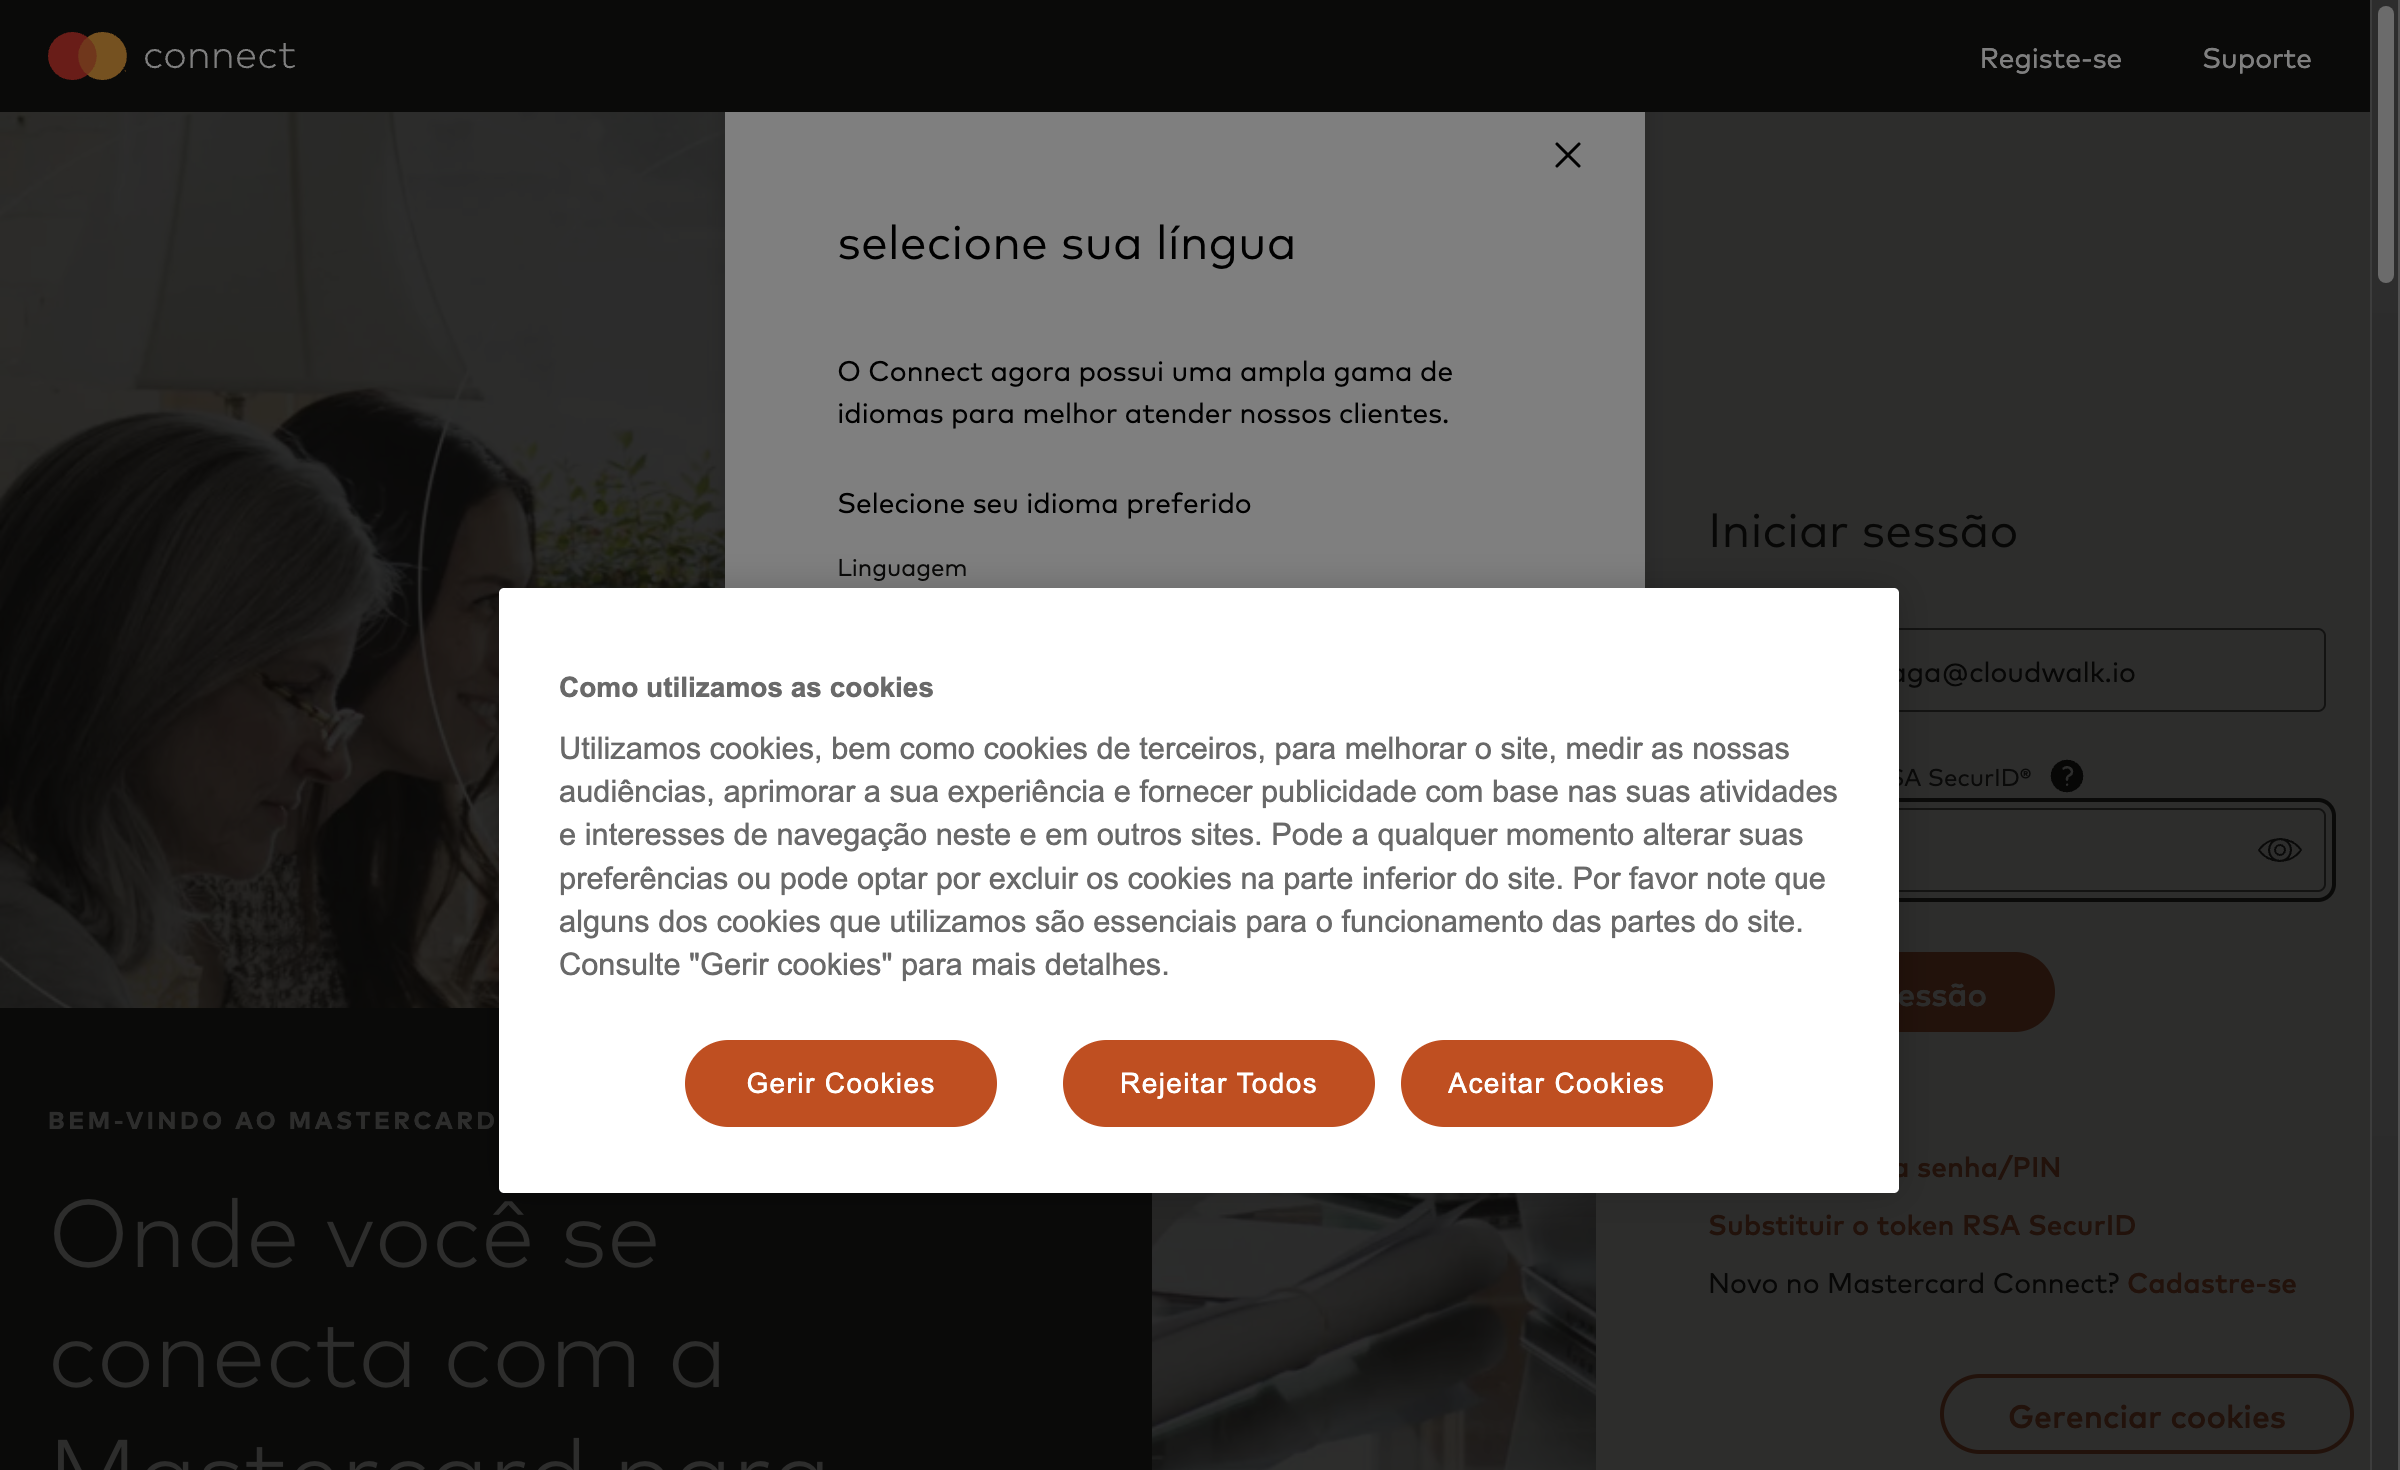 connect
Registe-se
Suporte
selecione sua língua
O Connect agora possui uma ampla gama de
idiomas para melhor atender nossos clientes.
Selecione seu idioma preferido
Linguagem
Iniciar sessão
@cloudwalk.io
SecurID®
?
Como utilizamos as cookies
Utilizamos cookies, bem como cookies de terceiros, para melhorar o site, medir as nossas
audiências, aprimorar a sua experiência e fornecer publicidade com base nas suas atividades
e interesses de navegação neste e em outros sites. Pode a qualquer momento alterar suas
preferências ou pode optar por excluir os cookies na parte inferior do site. Por favor note que
alguns dos cookies que utilizamos são essenciais para o funcionamento das partes do site.
Consulte "Gerir cookies" para mais detalhes.
Gerir Cookies
Rejeitar Todos
Aceitar Cookies
senha/PIN
Substituir o token RSA SecurID
Novo no Mastercard Connect? Cadastre-se
Gerenciar cookies
BEM-VINDO AO MASTERCARD
Onde você se
conecta com a
Mastercard para